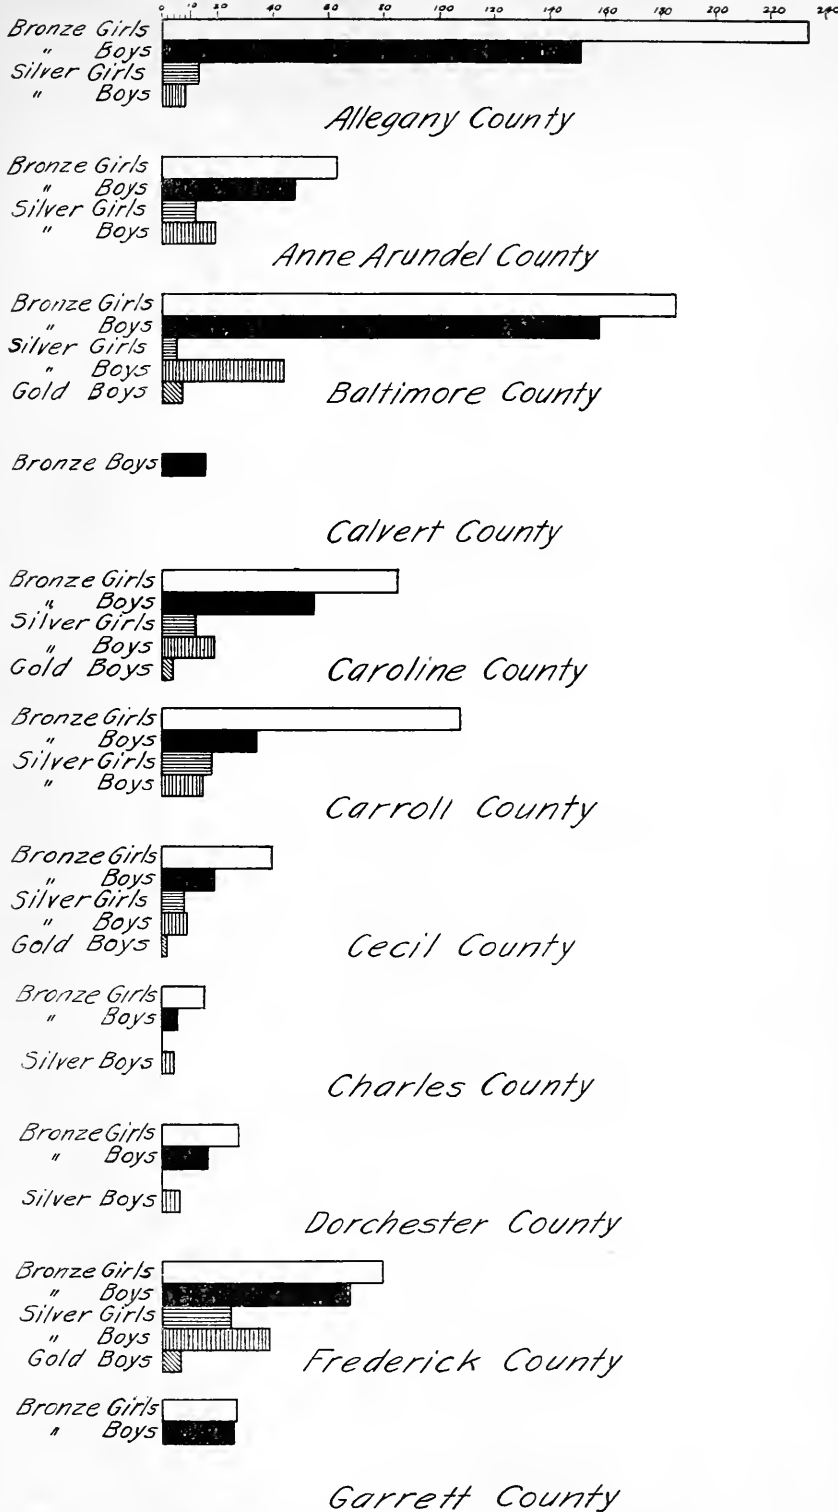 0 10 20 40 60 80 100 120 140 160 180 200 220 240
Bronze Girls
" Boys
Silver Girls
" Boys
Allegany County
Bronze Girls
" Boys
Silver Girls
" Boys
Anne Arundel County
Bronze Girls
" Boys
Silver Girls
" Boys
Gold Boys
Baltimore County
Bronze Boys
Calvert County
Bronze Girls
" Boys
Silver Girls
" Boys
Gold Boys
Caroline County
Bronze Girls
" Boys
Silver Girls
" Boys
Carroll County
Bronze Girls
" Boys
Silver Girls
" Boys
Gold Boys
Cecil County
Bronze Girls
" Boys
Silver Boys
Charles County
Bronze Girls
" Boys
Silver Boys
Dorchester County
Bronze Girls
" Boys
Silver Girls
" Boys
Gold Boys
Frederick County
Bronze Girls
" Boys
Garrett County